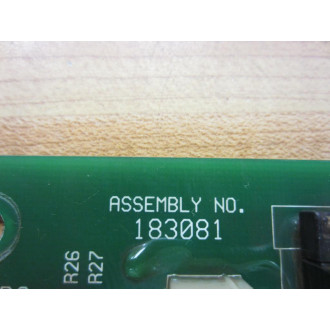 ASSEMBLY NO.
183081
R26
R27